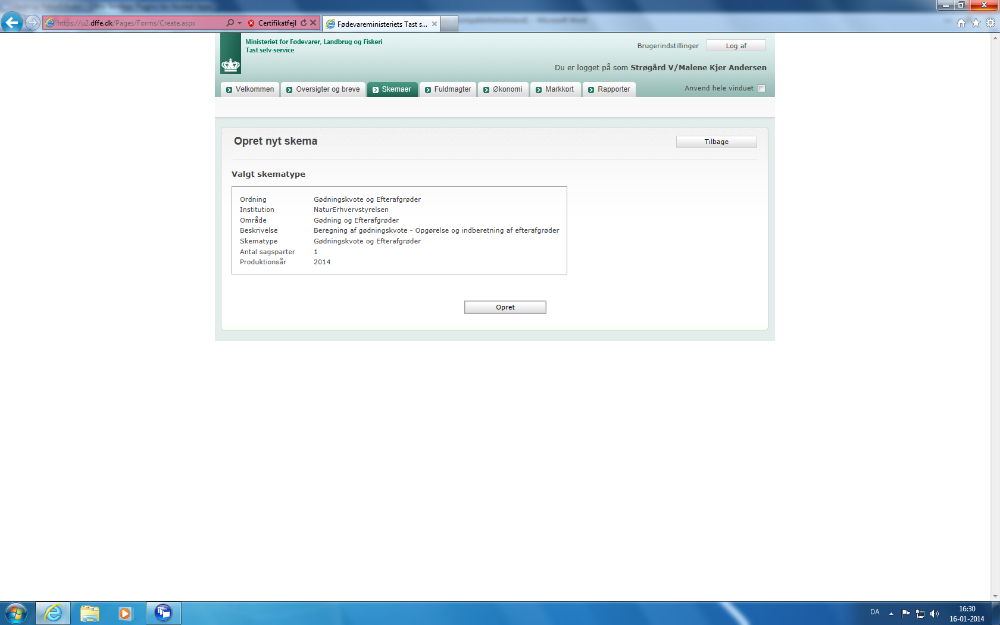 https://u2.dffe.dk/Pages/Forms/Create.aspx
Certifikatfejl
Fødevareministeriets Tast s...
Ministeriet for Fødevarer, Landbrug og Fiskeri
Tast selv-service
Brugerindstillinger
Log af
Du er logget på som Strøgård V/Malene Kjer Andersen
Velkommen
Oversigter og breve
Skemaer
Fuldmagter
Økonomi
Markkort
Rapporter
Anvend hele vinduet
Opret nyt skema
Tilbage
Valgt skematype
Ordning Gødningskvote og Efterafgrøder
Institution NaturErhvervstyrelsen
Område Gødning og Efterafgrøder
Beskrivelse Beregning af gødningskvote - Opgørelse og indberetning af efterafgrøder
Skematype Gødningskvote og Efterafgrøder
Antal sagsparter 1
Produktionsår 2014
Opret
DA
16:30
16-01-2014